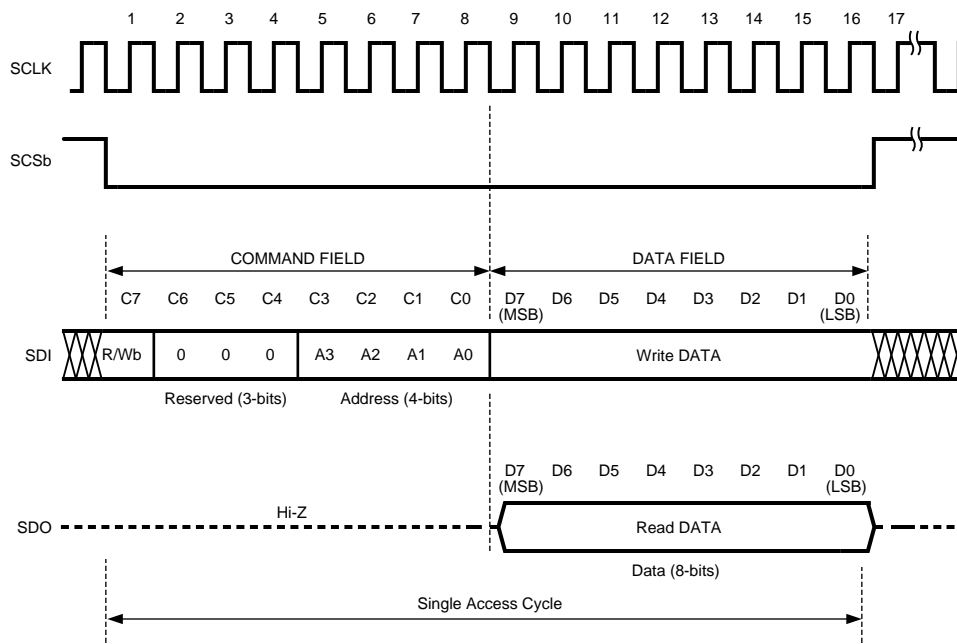 1 2 3 4 5 6 7 8 9 10 11 12 13 14 15 16 17
SCLK
SCSb
COMMAND FIELD DATA FIELD
C7 C6 C5 C4 C3 C2 C1 C0 D7 D6 D5 D4 D3 D2 D1 D0
(MSB) (LSB)
SDI R/Wb 0 0 0 A3 A2 A1 A0 Write DATA
Reserved (3-bits) Address (4-bits)
D7 D6 D5 D4 D3 D2 D1 D0
(MSB) (LSB)
Hi-Z
SDO Read DATA
Data (8-bits)
Single Access Cycle